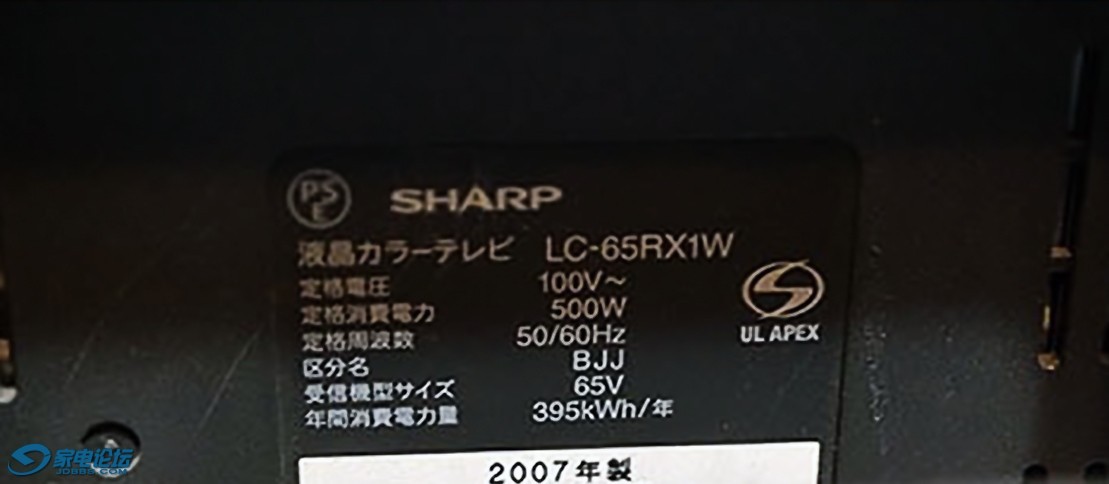 PS
E
SHARP
液晶カラーテレビ LC-65RX1W
定格電圧 100V～
定格消費電力 500W
定格周波数 50/60Hz
区分名 BJJ
受信機型サイズ 65V
年間消費電力量 395kWh/年
UL APEX
2007年製
家电论坛
JDBBS.COM